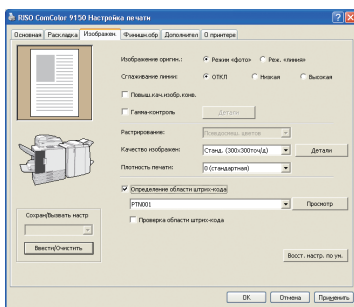 RISO ComColor 9150 Настройка печати
Основная Раскладка Изображен. Финиш.обр Дополнител О принтере
Изображение оригин.: Режим «фото» Реж. «линия»
Сглаживание линии: ОТКЛ Низкая Высокая
Повыш.кач.изобр.конв.
Гамма-контроль Детали
Растрирование: Псевдосмеш. цветов
Качество изображен: Станд. (300x300точ/д) Детали
Плотность печати: 0 (стандартная)
Определение области штрих-кода
PTN001 Просмотр
Проверка области штрих-кода
Сохран/Вызвать настр
Ввести/Очистить
Восст. настр. по ум.
OK Отмена Применить